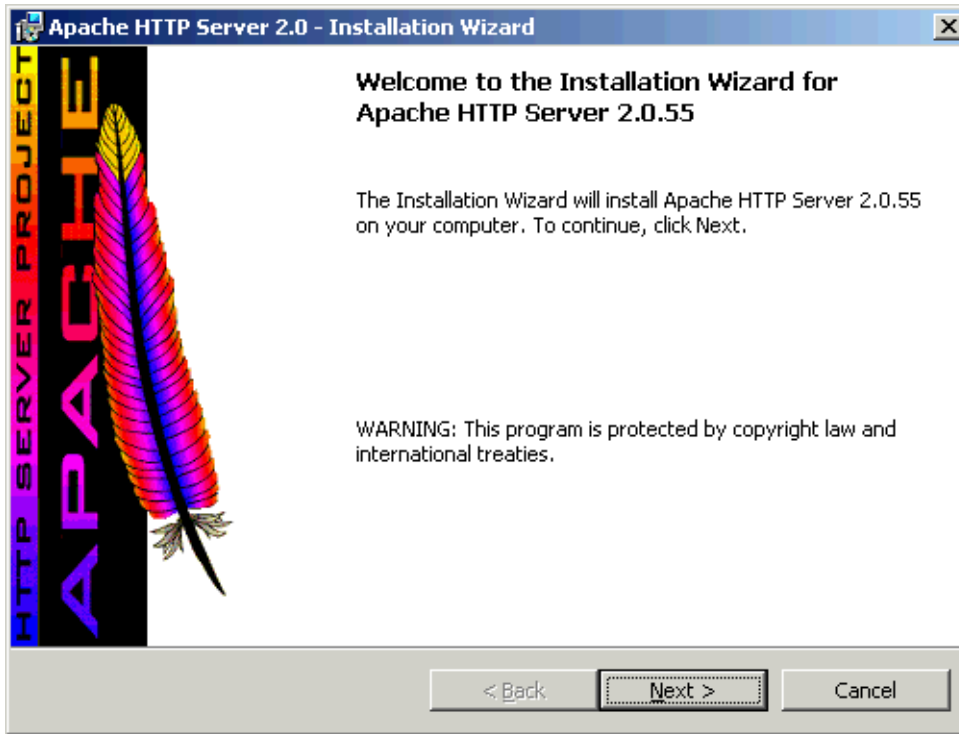 Apache HTTP Server 2.0 - Installation Wizard
HTTP SERVER PROJECT
APACHE
Welcome to the Installation Wizard for
Apache HTTP Server 2.0.55
The Installation Wizard will install Apache HTTP Server 2.0.55
on your computer. To continue, click Next.
WARNING: This program is protected by copyright law and
international treaties.
< Back
Next >
Cancel